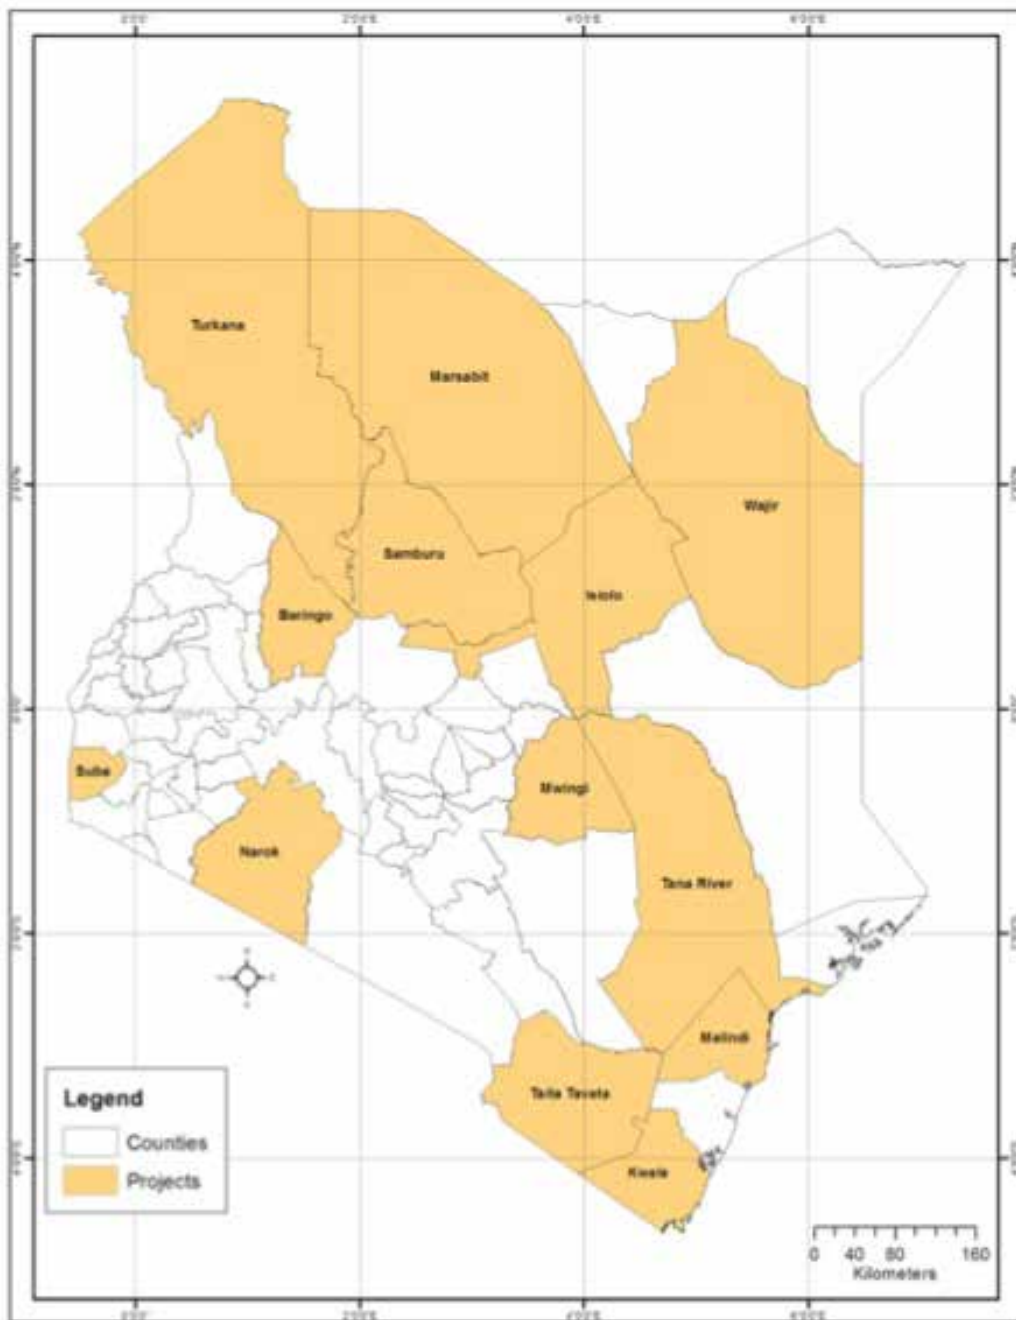 Turkana
Marsabit
Wajir
Samburu
Isiolo
Baringo
Suba
Mwingi
Narok
Tana River
Malindi
Taita Taveta
Kwale
Legend
Counties
Projects
0 40 80 160
Kilometers